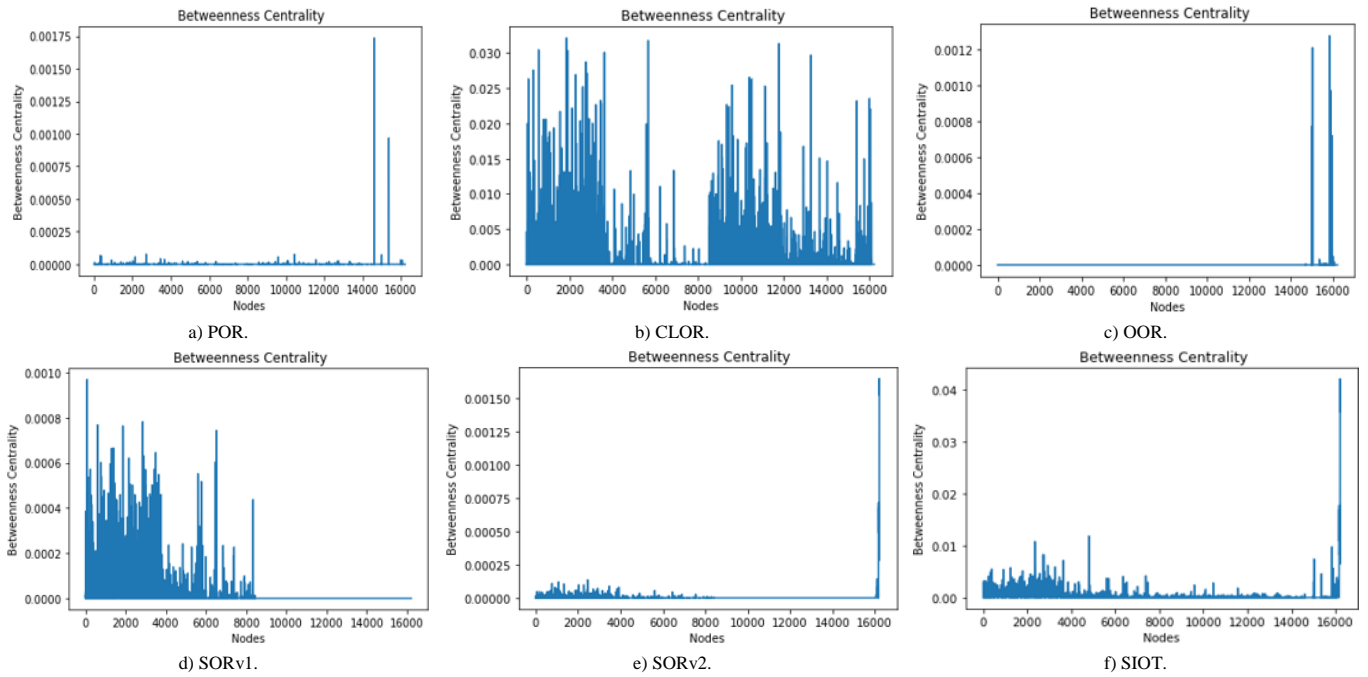 Betweenness Centrality
Betweenness Centrality
0.00175
0.00150
0.00125
0.00100
0.00075
0.00050
0.00025
0.00000
0 2000 4000 6000 8000 10000 12000 14000 16000
Nodes
a) POR.
Betweenness Centrality
Betweenness Centrality
0.030
0.025
0.020
0.015
0.010
0.005
0.000
0 2000 4000 6000 8000 10000 12000 14000 16000
Nodes
b) CLOR.
Betweenness Centrality
Betweenness Centrality
0.0012
0.0010
0.0008
0.0006
0.0004
0.0002
0.0000
0 2000 4000 6000 8000 10000 12000 14000 16000
Nodes
c) OOR.
Betweenness Centrality
Betweenness Centrality
0.0010
0.0008
0.0006
0.0004
0.0002
0.0000
0 2000 4000 6000 8000 10000 12000 14000 16000
Nodes
d) SORv1.
Betweenness Centrality
Betweenness Centrality
0.00150
0.00125
0.00100
0.00075
0.00050
0.00025
0.00000
0 2000 4000 6000 8000 10000 12000 14000 16000
Nodes
e) SORv2.
Betweenness Centrality
Betweenness Centrality
0.04
0.03
0.02
0.01
0.00
0 2000 4000 6000 8000 10000 12000 14000 16000
Nodes
f) SIOT.